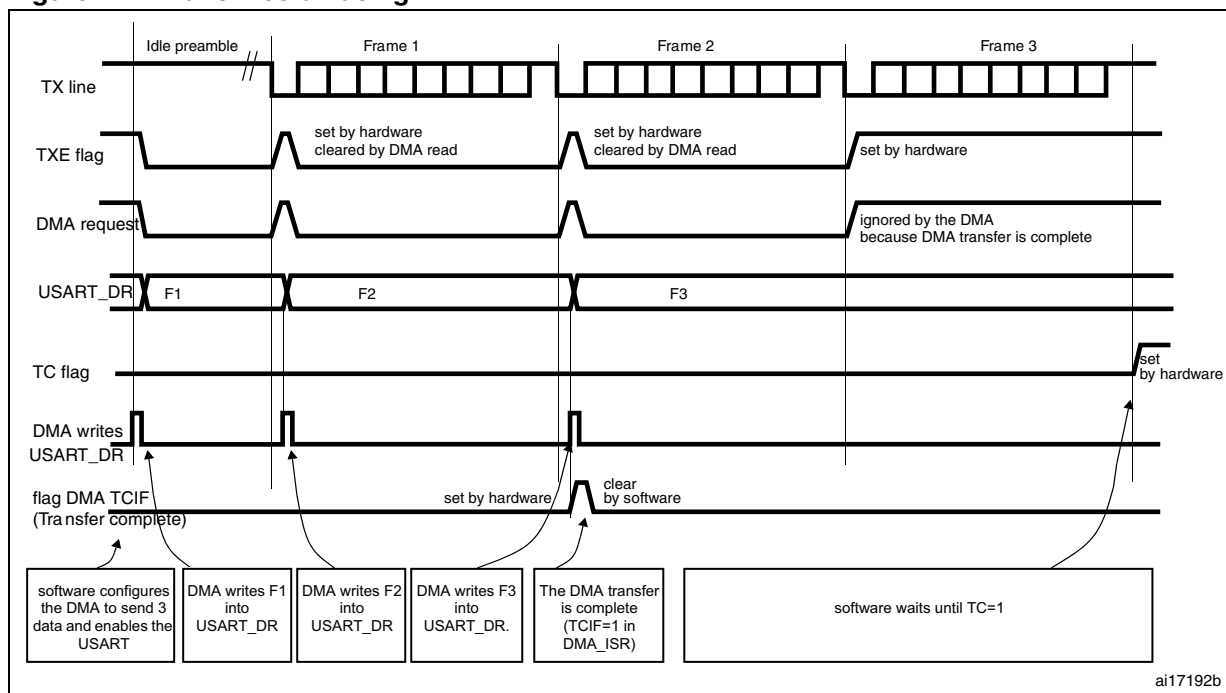 Idle preamble
Frame 1
Frame 2
Frame 3
TX line
TXE flag
set by hardware
cleared by DMA read
set by hardware
cleared by DMA read
set by hardware
DMA request
ignored by the DMA
because DMA transfer is complete
USART_DR
F1
F2
F3
TC flag
set
by hardware
DMA writes
USART_DR
flag DMA TCIF
(Transfer complete)
set by hardware
clear
by software
software configures
the DMA to send 3
data and enables the
USART
DMA writes F1
into
USART_DR
DMA writes F2
into
USART_DR
DMA writes F3
into
USART_DR.
The DMA transfer
is complete
(TCIF=1 in
DMA_ISR)
software waits until TC=1
ai17192b